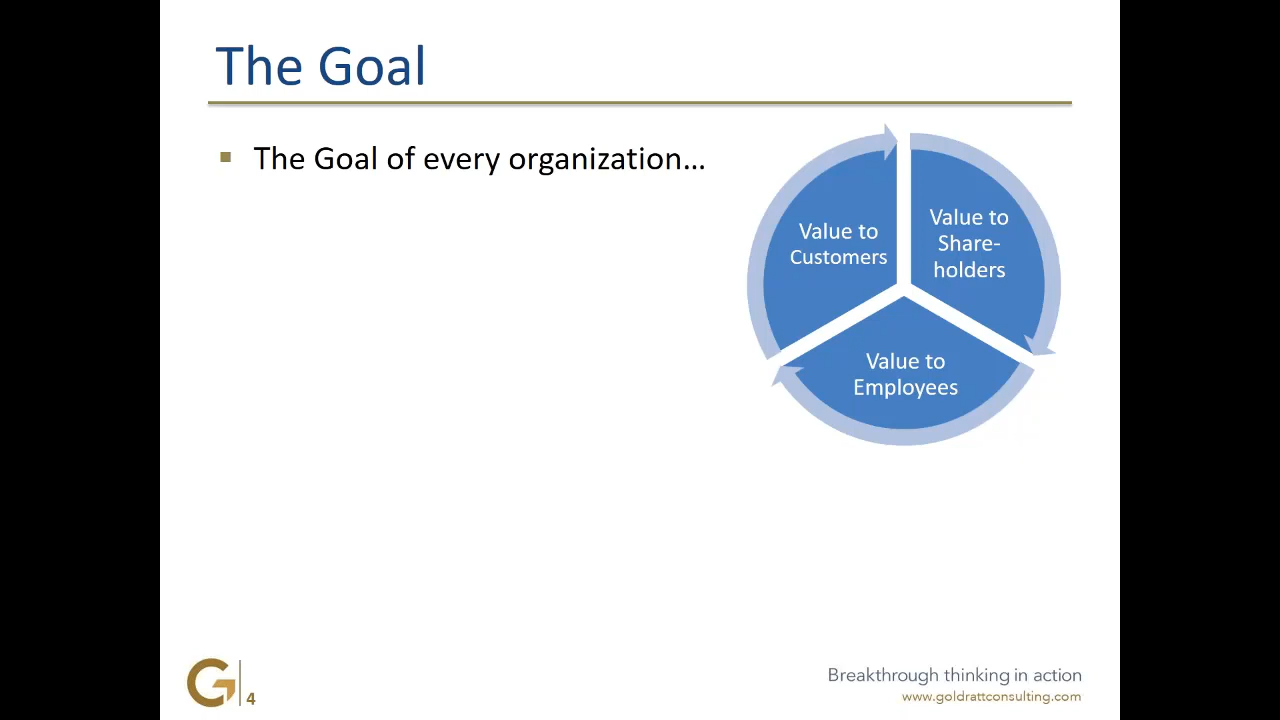 The Goal
The Goal of every organization...
Value to
Customers
Value to
Share-
holders
Value to
Employees
4
Breakthrough thinking in action
www.goldrattconsulting.com